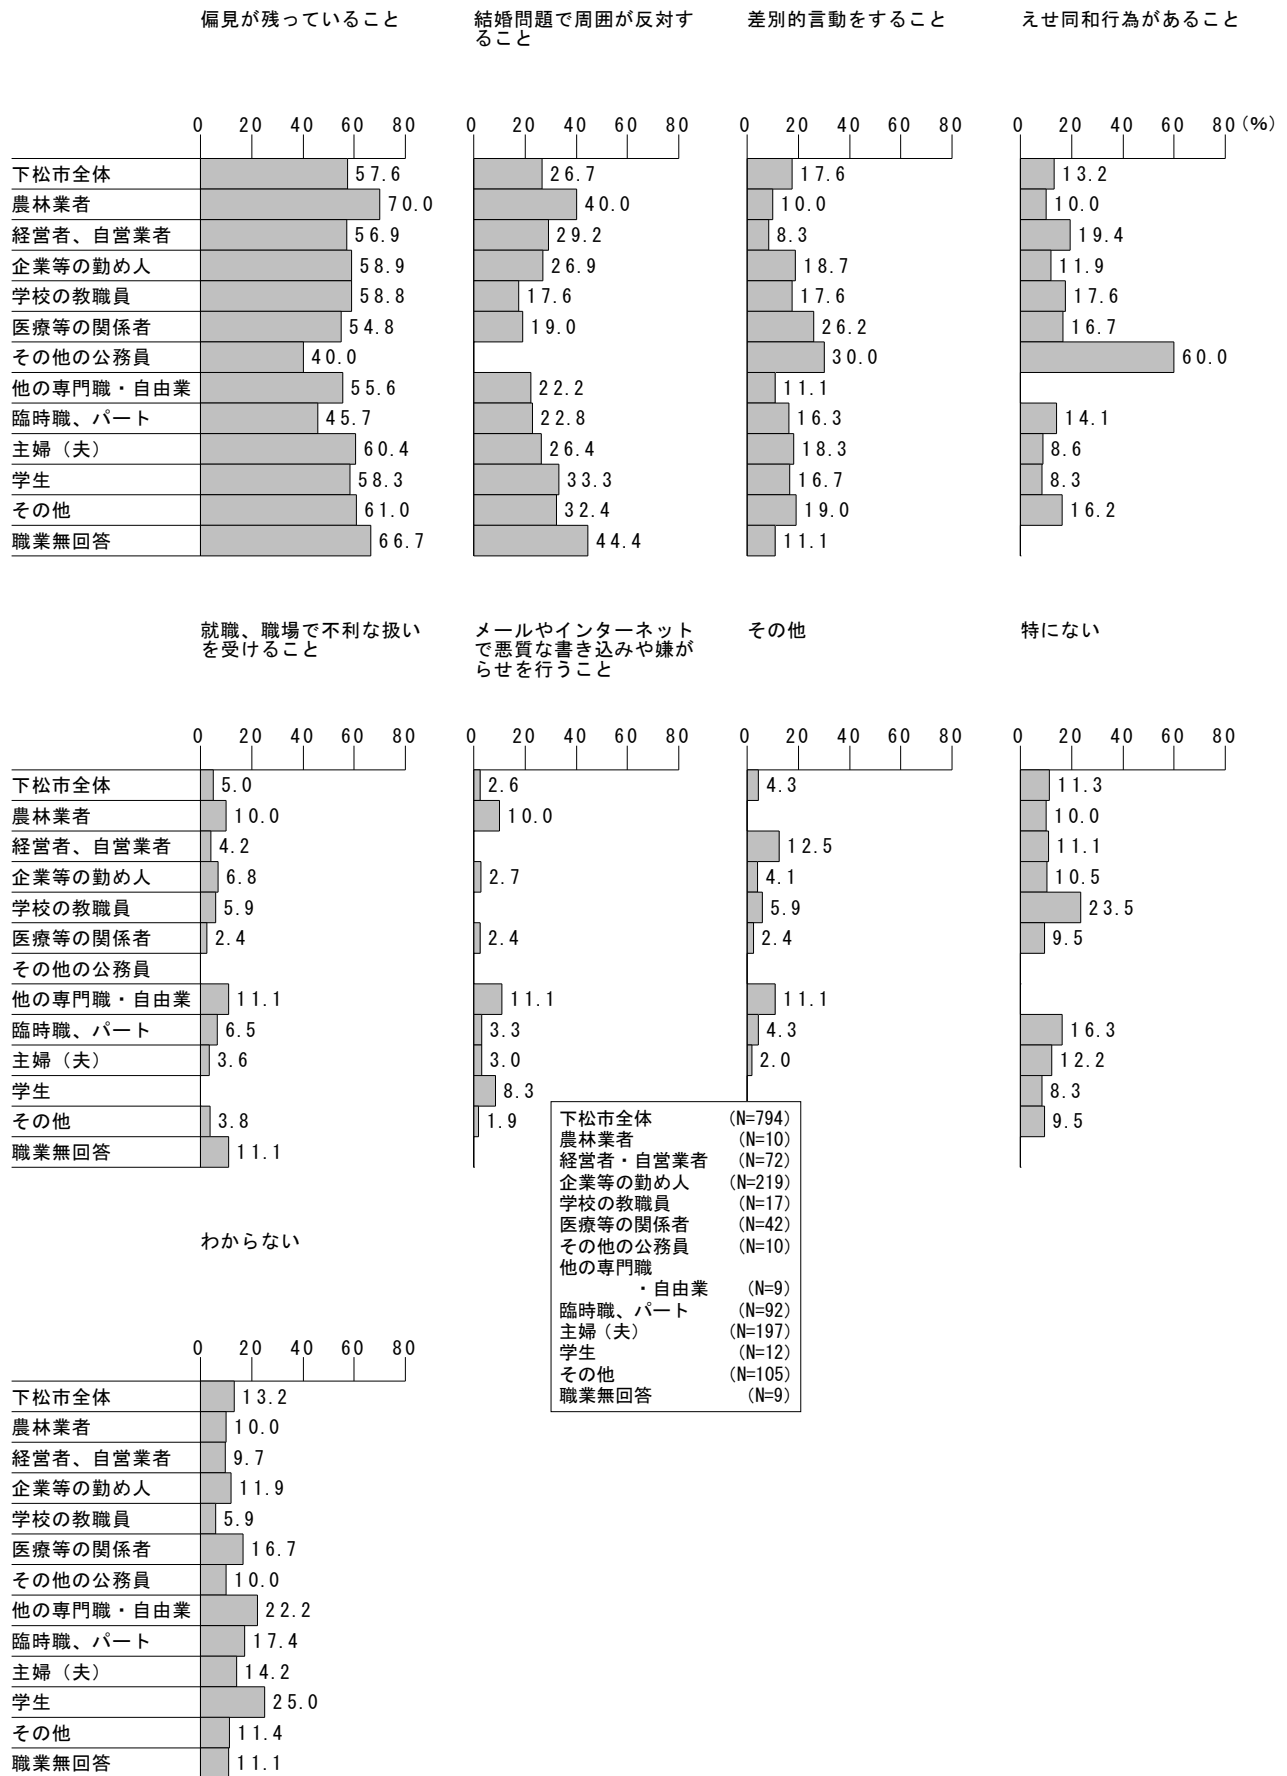 偏見が残っていること
結婚問題で周囲が反対す
ること
差別的言動をすること
えせ同和行為があること
0 20 40 60 80 0 20 40 60 80 0 20 40 60 80 0 20 40 60 80 (%)
下松市全体 57.6 26.7 17.6 13.2
農林業者 70.0 40.0 10.0 10.0
経営者、自営業者 56.9 29.2 8.3 19.4
企業等の勤め人 58.9 26.9 18.7 11.9
学校の教職員 58.8 17.6 17.6 17.6
医療等の関係者 54.8 19.0 26.2 16.7
その他の公務員 40.0 30.0 60.0
他の専門職・自由業 55.6 22.2 11.1
臨時職、パート 45.7 22.8 16.3 14.1
主婦（夫） 60.4 26.4 18.3 8.6
学生 58.3 33.3 16.7 8.3
その他 61.0 32.4 19.0 16.2
職業無回答 66.7 44.4 11.1
就職、職場で不利な扱い
を受けること
メールやインターネット
で悪質な書き込みや嫌が
らせを行うこと
その他
特にない
0 20 40 60 80 0 20 40 60 80 0 20 40 60 80 0 20 40 60 80
下松市全体 5.0 2.6 4.3 11.3
農林業者 10.0 10.0 10.0
経営者、自営業者 4.2 12.5 11.1
企業等の勤め人 6.8 2.7 4.1 10.5
学校の教職員 5.9 5.9 23.5
医療等の関係者 2.4 2.4 2.4 9.5
その他の公務員
他の専門職・自由業 11.1 11.1 11.1
臨時職、パート 6.5 3.3 4.3 16.3
主婦（夫） 3.6 3.0 2.0 12.2
学生 8.3 8.3
その他 3.8 1.9 9.5
職業無回答 11.1
下松市全体 (N=794)
農林業者 (N=10)
経営者・自営業者 (N=72)
企業等の勤め人 (N=219)
学校の教職員 (N=17)
医療等の関係者 (N=42)
その他の公務員 (N=10)
他の専門職
・自由業 (N=9)
臨時職、パート (N=92)
主婦（夫） (N=197)
学生 (N=12)
その他 (N=105)
職業無回答 (N=9)
わからない
0 20 40 60 80
下松市全体 13.2
農林業者 10.0
経営者、自営業者 9.7
企業等の勤め人 11.9
学校の教職員 5.9
医療等の関係者 16.7
その他の公務員 10.0
他の専門職・自由業 22.2
臨時職、パート 17.4
主婦（夫） 14.2
学生 25.0
その他 11.4
職業無回答 11.1